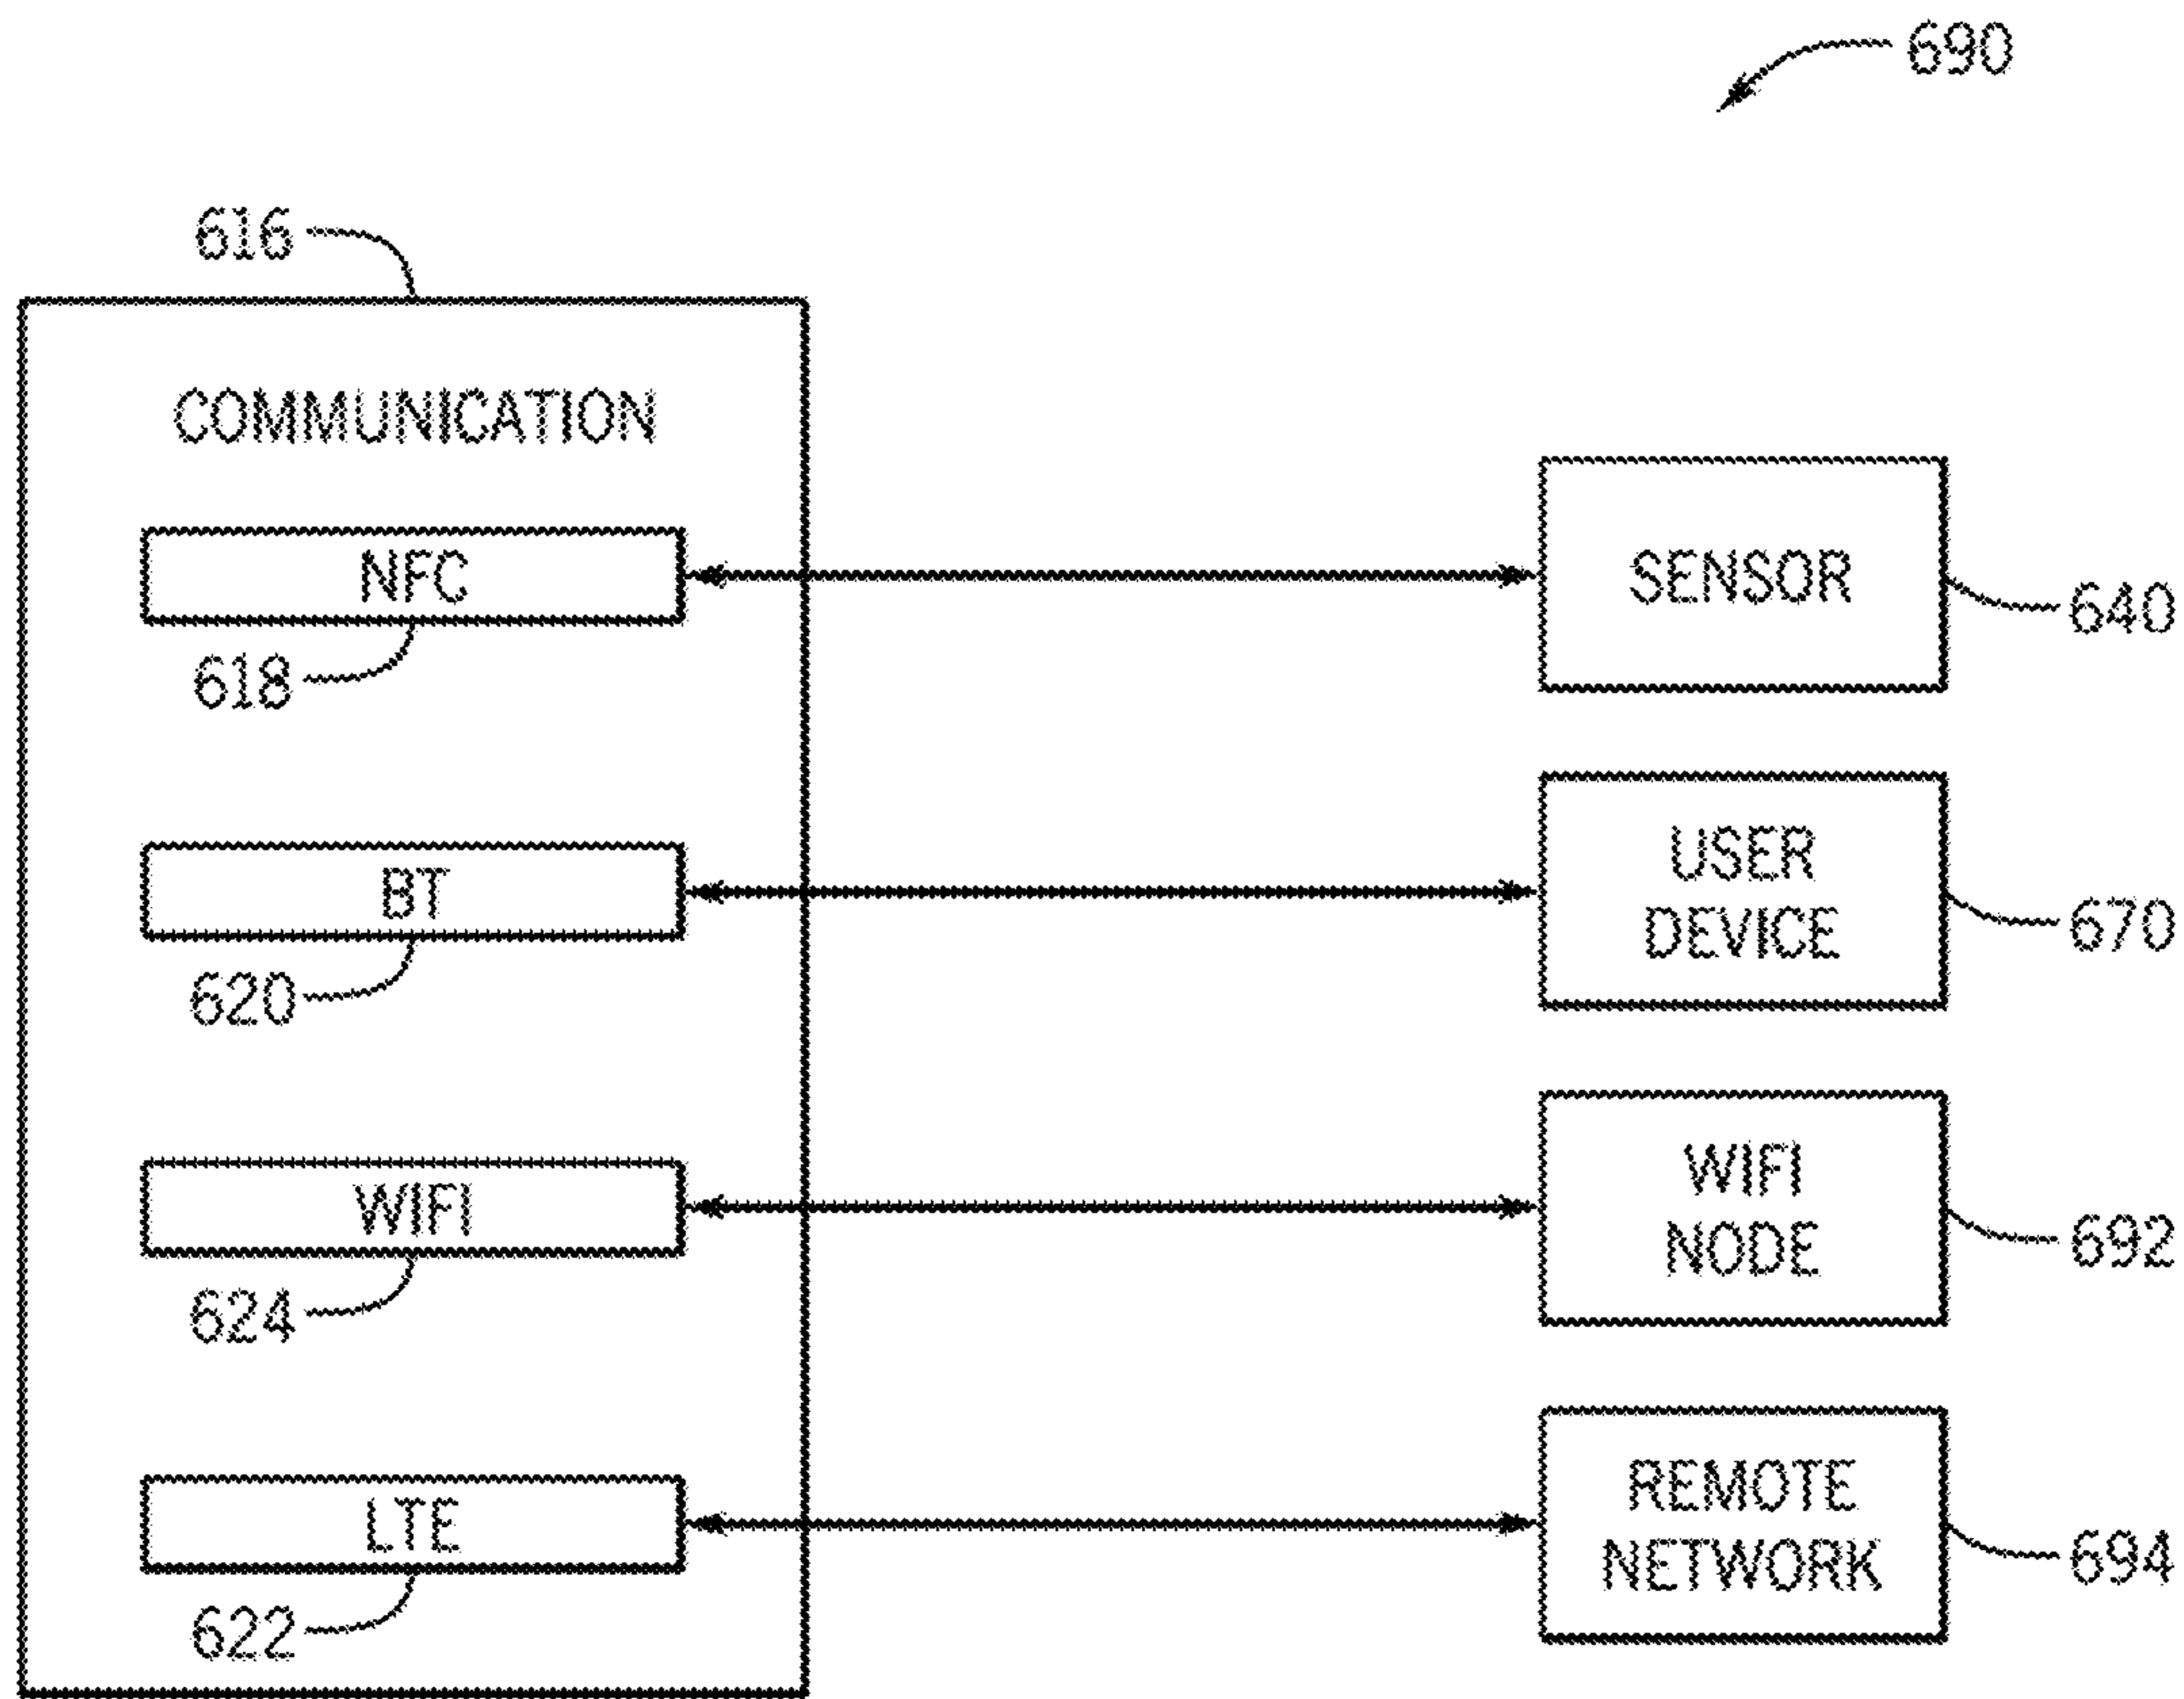 690
616
COMMUNICATION
NFC
618
SENSOR
640
BT
620
USER
DEVICE
670
WIFI
624
WIFI
NODE
692
LTE
622
REMOTE
NETWORK
694